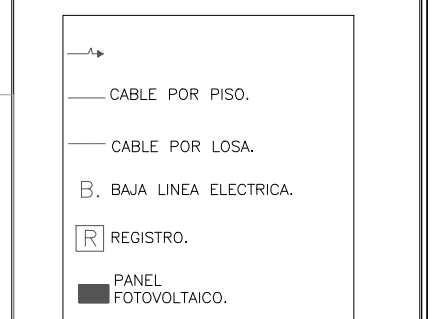 CABLE POR PISO.
CABLE POR LOSA.
B. BAJA LINEA ELECTRICA.
R REGISTRO.
PANEL
FOTOVOLTAICO.